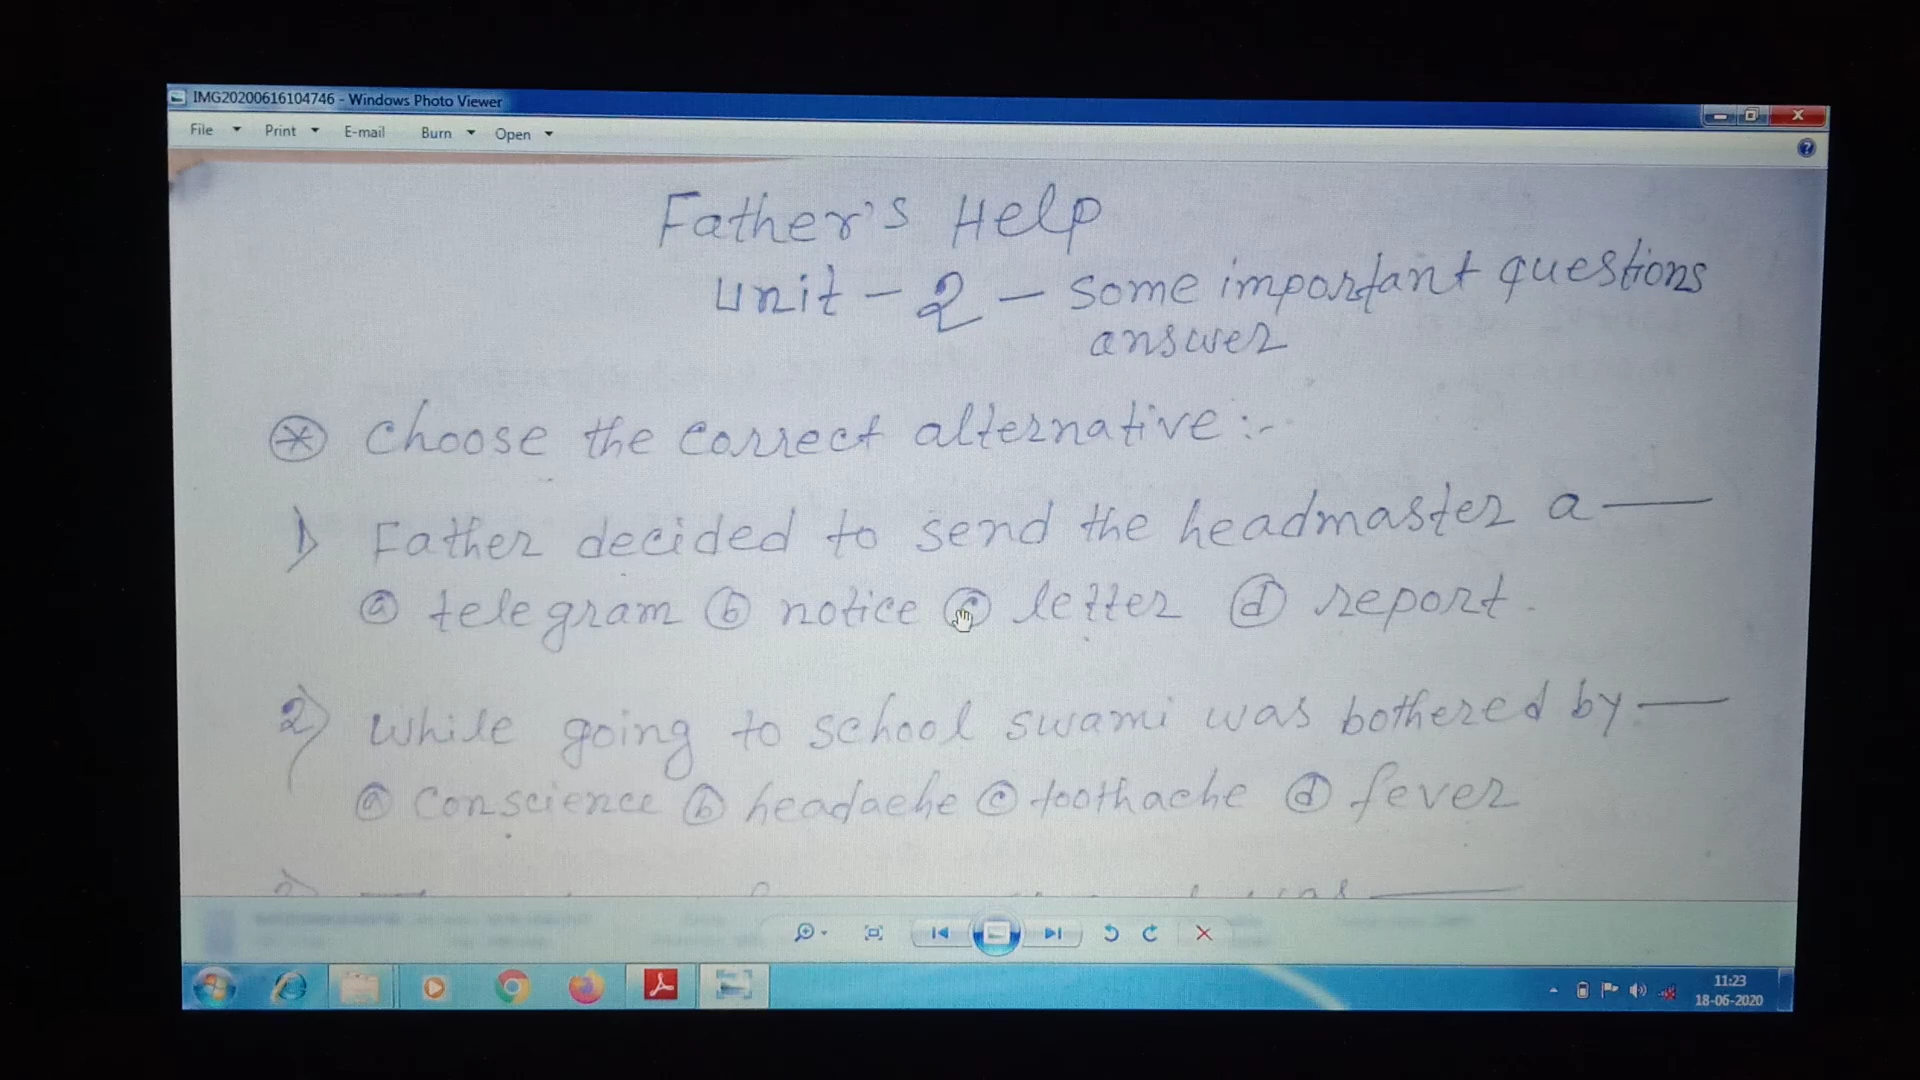 IMG20200616104746 - Windows Photo Viewer
File Print E-mail Burn Open
Father's Help
Unit - 2 - Some important questions
answer
* Choose the correct alternative :-
1) Father decided to send the headmaster a —
(a) telegram (b) notice (c) letter (d) report.
2) While going to school swami was bothered by —
(a) Conscience (b) headache (c) toothache (d) fever
11:23
18-06-2020